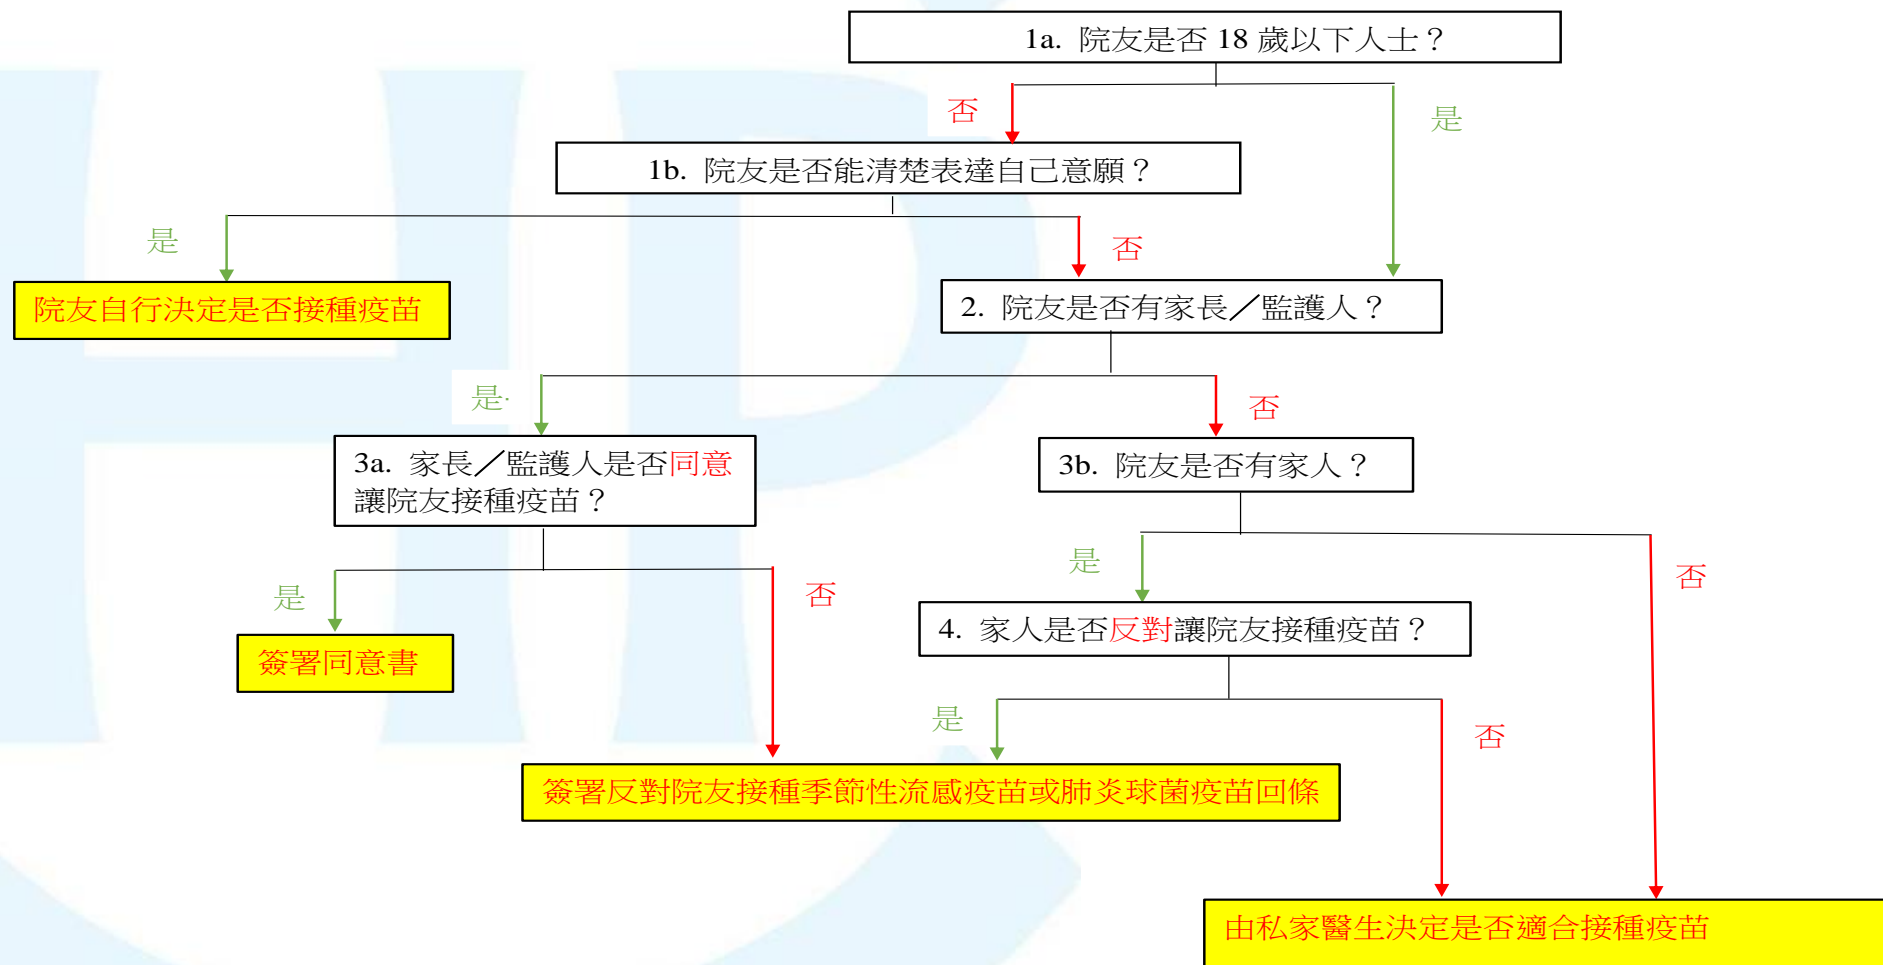 1a. 院友是否 18 歲以下人士？
否
是
1b. 院友是否能清楚表達自己意願？
是
否
院友自行決定是否接種疫苗
2. 院友是否有家長／監護人？
是
否
3a. 家長／監護人是否同意
讓院友接種疫苗？
3b. 院友是否有家人？
是
否
是
否
簽署同意書
4. 家人是否反對讓院友接種疫苗？
是
否
簽署反對院友接種季節性流感疫苗或肺炎球菌疫苗回條
由私家醫生決定是否適合接種疫苗